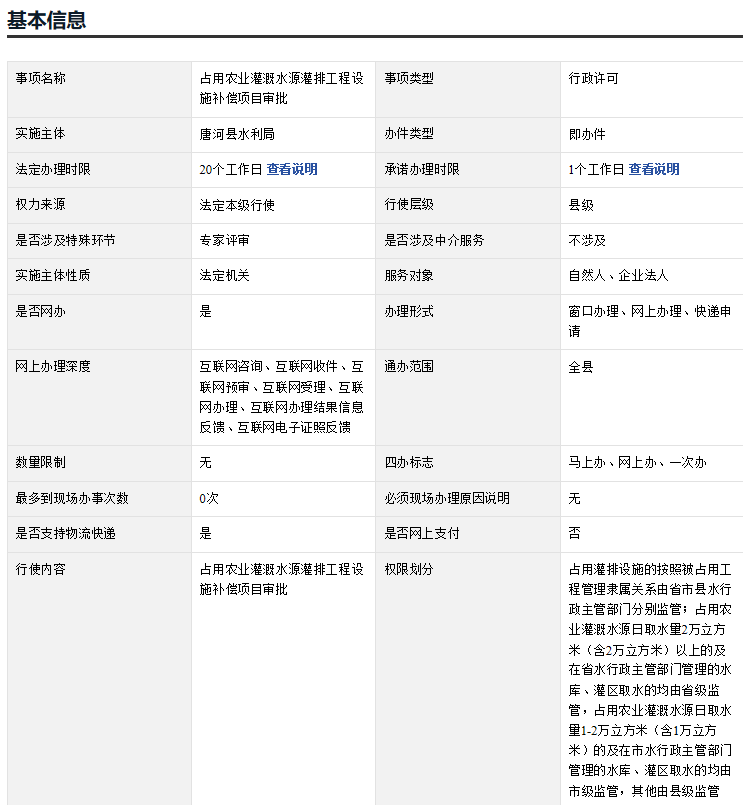 基本信息
事项名称
占用农业灌溉水源灌排工程设
施补偿项目审批
事项类型
行政许可
实施主体
唐河县水利局
办件类型
即办件
法定办理时限
20个工作日 查看说明
承诺办理时限
1个工作日 查看说明
权力来源
法定本级行使
行使层级
县级
是否涉及特殊环节
专家评审
是否涉及中介服务
不涉及
实施主体性质
法定机关
服务对象
自然人、企业法人
是否网办
是
办理形式
窗口办理、网上办理、快递申
请
网上办理深度
互联网咨询、互联网收件、互
联网预审、互联网受理、互联
网办理、互联网办理结果信息
反馈、互联网电子证照反馈
通办范围
全县
数量限制
无
四办标志
马上办、网上办、一次办
最多到现场办事次数
0次
必须现场办理原因说明
无
是否支持物流快递
是
是否网上支付
否
行使内容
占用农业灌溉水源灌排工程设
施补偿项目审批
权限划分
占用灌排设施的按照被占用工
程管理隶属关系由省市县水行
政主管部门分别监管；占用农
业灌溉水源日取水量2万立方
米（含2万立方米）以上的及
在省水行政主管部门管理的水
库、灌区取水的均由省级监
管，占用农业灌溉水源日取水
量1-2万立方米（含1万立方
米）的及在市水行政主管部门
管理的水库、灌区取水的均由
市级监管，其他由县级监管